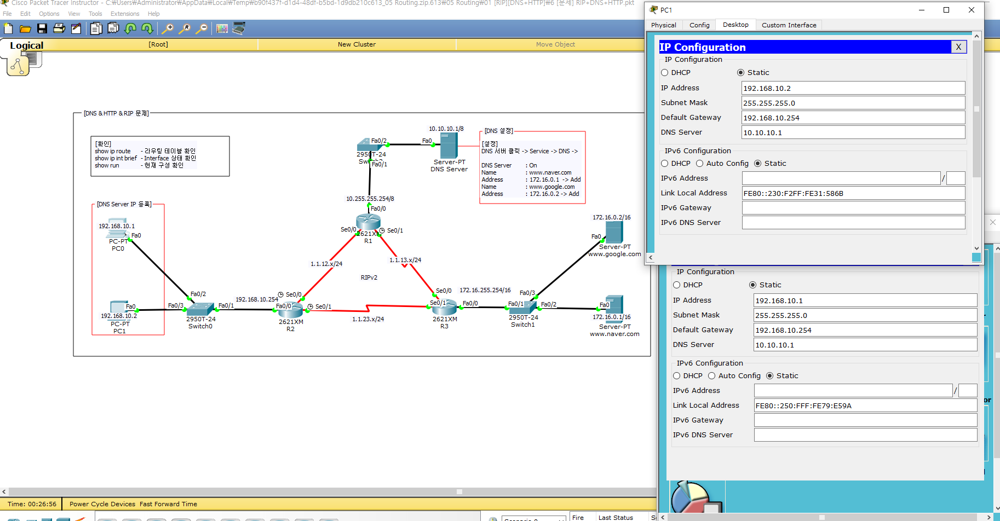 Cisco Packet Tracer Instructor - C:₩Users₩Administrator₩AppData₩Local₩Temp₩b90f437f-d1d4-48df-b5bd-1d9db210c613_05 Routing.zip.613₩05 Routing₩01 [RIP][DNS+HTTP]₩6 [문제] RIP+DNS+HTTP.pkt
File Edit Options View Tools Extensions Help
Logical
[Root]
New Cluster
Move Object
[DNS & HTTP & RIP 문제]
[확인]
show ip route - 라우팅 테이블 확인
show ip int brief - Interface 상태 확인
show run - 현재 구성 확인
10.10.10.1/8
Fa0/2
Fa0
2950T-24
Fa0/1
Server-PT
DNS Server
[DNS 설정]
[설정]
DNS 서버 클릭 -> Service -> DNS ->
DNS Server : On
Name : www.naver.com
Address : 172.16.0.1 -> Add
Name : www.google.com
Address : 172.16.0.2 -> Add
10.255.255.254/8
Fa0/0
Se0/0
Se0/1
2621XM
R1
[DNS Server IP 등록]
192.168.10.1
Fa0
PC-PT
PC0
1.1.12.x/24
1.1.13.x/24
RIPv2
172.16.0.2/16
Fa0
Server-PT
www.google.com
Fa0
192.168.10.2
PC-PT
PC1
Fa0/2
Fa0/3
Fa0/1
2950T-24
Switch0
192.168.10.254
Se0/0
Fa0/0
Se0/1
2621XM
R2
1.1.23.x/24
Se0/0
Se0/1
172.16.255.254/16
Fa0/0
2621XM
R3
Fa0/3
Fa0/1
Fa0/2
2950T-24
Switch1
Fa0
172.16.0.1/16
Server-PT
www.naver.com
PC1
Physical Config Desktop Custom Interface
IP Configuration X
IP Configuration
DHCP Static
IP Address 192.168.10.2
Subnet Mask 255.255.255.0
Default Gateway 192.168.10.254
DNS Server 10.10.10.1
IPv6 Configuration
DHCP Auto Config Static
IPv6 Address /
Link Local Address FE80::230:F2FF:FE31:586B
IPv6 Gateway
IPv6 DNS Server
IP Configuration
DHCP Static
IP Address 192.168.10.1
Subnet Mask 255.255.255.0
Default Gateway 192.168.10.254
DNS Server 10.10.10.1
IPv6 Configuration
DHCP Auto Config Static
IPv6 Address /
Link Local Address FE80::250:FFF:FE79:E59A
IPv6 Gateway
IPv6 DNS Server
or
Time: 00:26:56 Power Cycle Devices Fast Forward Time
Fire Last Status